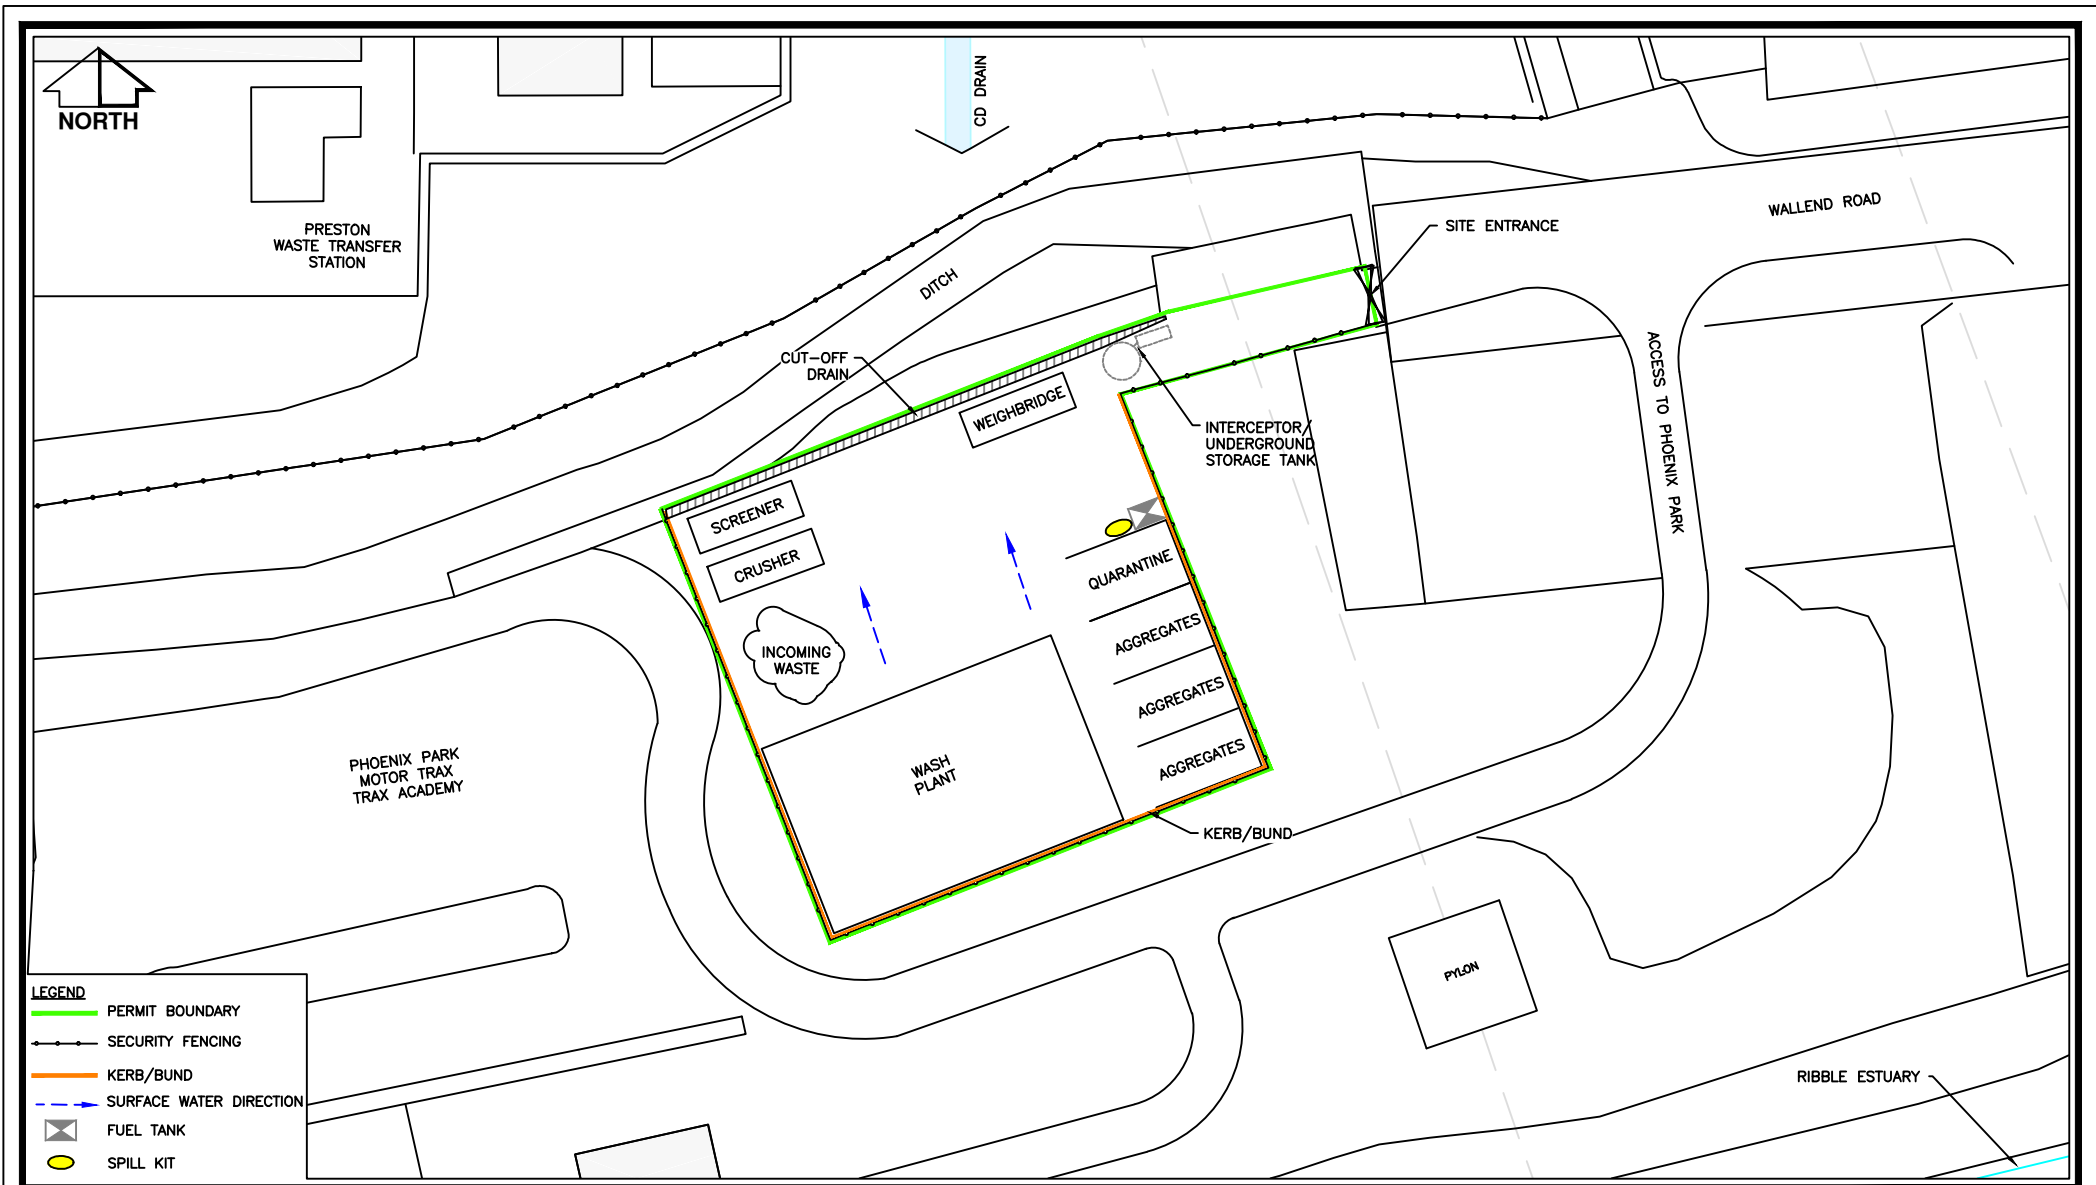 NORTH
CD DRAIN
PRESTON
WASTE TRANSFER
STATION
WALLEND ROAD
SITE ENTRANCE
DITCH
CUT-OFF
DRAIN
WEIGHBRIDGE
ACCESS TO PHOENIX PARK
INTERCEPTOR/
UNDERGROUND
STORAGE TANK
SCREENER
CRUSHER
QUARANTINE
INCOMING
WASTE
AGGREGATES
AGGREGATES
AGGREGATES
WASH
PLANT
PHOENIX PARK
MOTOR TRAX
TRAX ACADEMY
KERB/BUND
PYLON
RIBBLE ESTUARY
LEGEND
PERMIT BOUNDARY
SECURITY FENCING
KERB/BUND
SURFACE WATER DIRECTION
FUEL TANK
SPILL KIT